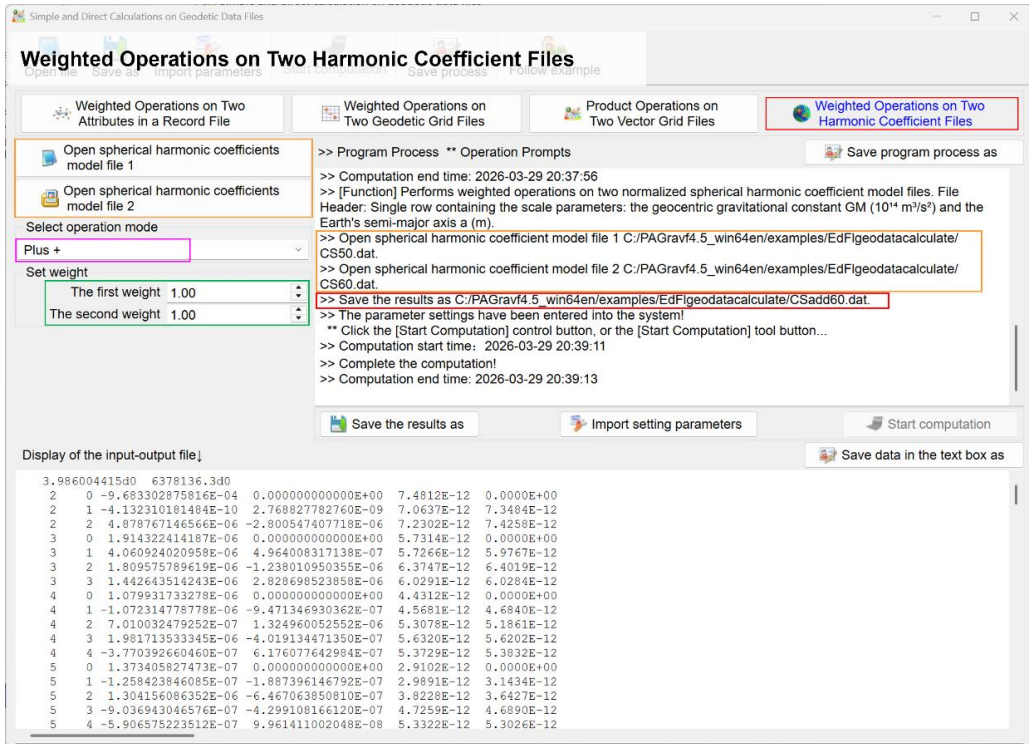 Simple and Direct Calculations on Geodetic Data Files
Weighted Operations on Two Harmonic Coefficient Files
Open file Save as Import parameters Start computation Save process Follow example
Weighted Operations on Two
Attributes in a Record File
Weighted Operations on
Two Geodetic Grid Files
Product Operations on
Two Vector Grid Files
Weighted Operations on Two
Harmonic Coefficient Files
Open spherical harmonic coefficients
model file 1
Open spherical harmonic coefficients
model file 2
Select operation mode
Plus +
Set weight
The first weight 1.00
The second weight 1.00
>> Program Process ** Operation Prompts
Save program process as
>> Computation end time: 2026-03-29 20:37:56
>> [Function] Performs weighted operations on two normalized spherical harmonic coefficient model files. File
Header: Single row containing the scale parameters: the geocentric gravitational constant GM (10¹⁴ m³/s²) and the
Earth's semi-major axis a (m).
>> Open spherical harmonic coefficient model file 1 C:/PAGravf4.5_win64en/examples/EdFlgeodatacalculate/
CS50.dat.
>> Open spherical harmonic coefficient model file 2 C:/PAGravf4.5_win64en/examples/EdFlgeodatacalculate/
CS60.dat.
>> Save the results as C:/PAGravf4.5_win64en/examples/EdFlgeodatacalculate/CSadd60.dat.
>> The parameter settings have been entered into the system!
** Click the [Start Computation] control button, or the [Start Computation] tool button...
>> Computation start time: 2026-03-29 20:39:11
>> Complete the computation!
>> Computation end time: 2026-03-29 20:39:13
Save the results as
Import setting parameters
Start computation
Display of the input-output file↓
Save data in the text box as
3.986004415d0 6378136.3d0
2 0 -9.683302875816E-04 0.000000000000E+00 7.4812E-12 0.0000E+00
2 1 -4.132310181484E-10 2.768827782760E-09 7.0637E-12 7.3484E-12
2 2 4.878767146566E-06 -2.800547407718E-06 7.2302E-12 7.4258E-12
3 0 1.914322414187E-06 0.000000000000E+00 5.7314E-12 0.0000E+00
3 1 4.060924020958E-06 4.964008317138E-07 5.7266E-12 5.9767E-12
3 2 1.809575789619E-06 -1.238010950355E-06 6.3747E-12 6.4019E-12
3 3 1.442643514243E-06 2.828698523858E-06 6.0291E-12 6.0284E-12
4 0 1.079931733278E-06 0.000000000000E+00 4.4312E-12 0.0000E+00
4 1 -1.072314778778E-06 -9.471346930362E-07 4.5681E-12 4.6840E-12
4 2 7.010032479252E-07 1.324960052552E-06 5.3078E-12 5.1861E-12
4 3 1.981713533345E-06 -4.019134471350E-07 5.6320E-12 5.6202E-12
4 4 -3.770392660460E-07 6.176077642984E-07 5.3729E-12 5.3832E-12
5 0 1.373405827473E-07 0.000000000000E+00 2.9102E-12 0.0000E+00
5 1 -1.258423846085E-07 -1.887396146792E-07 2.9891E-12 3.1434E-12
5 2 1.304156086352E-06 -6.467063850810E-07 3.8228E-12 3.6427E-12
5 3 -9.036943046576E-07 -4.299108166120E-07 4.7259E-12 4.6890E-12
5 4 -5.906575223512E-07 9.961411002048E-08 5.3322E-12 5.3026E-12